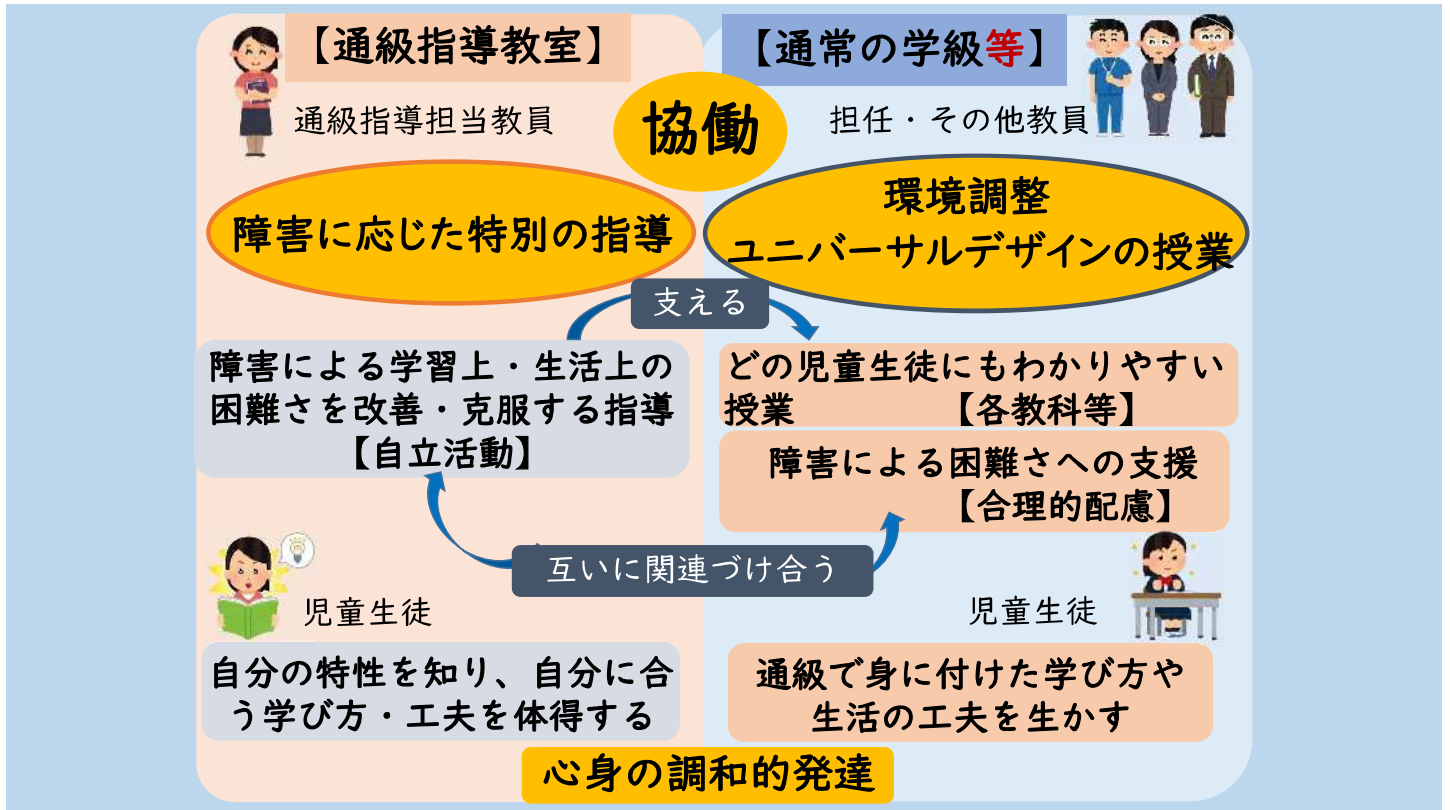 【通級指導教室】
【通常の学級等】
協働
通級指導担当教員
担任・その他教員
障害に応じた特別の指導
環境調整
ユニバーサルデザインの授業
支える
障害による学習上・生活上の
困難さを改善・克服する指導
【自立活動】
どの児童生徒にもわかりやすい
授業　　　　【各教科等】
障害による困難さへの支援
【合理的配慮】
互いに関連づけ合う
児童生徒
児童生徒
自分の特性を知り、自分に合
う学び方・工夫を体得する
通級で身に付けた学び方や
生活の工夫を生かす
心身の調和的発達